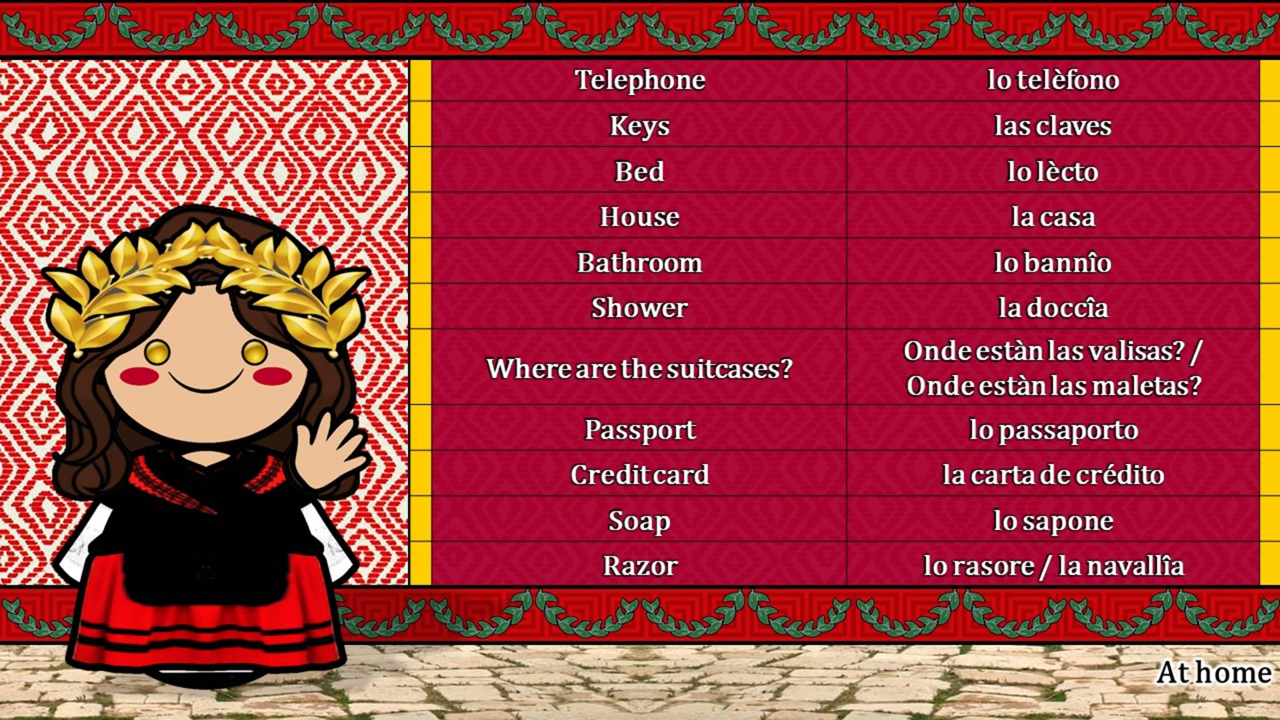 Telephone lo telèfono
Keys las claves
Bed lo lècto
House la casa
Bathroom lo bannîo
Shower la doccîa
Where are the suitcases? Onde estàn las valisas? /
Onde estàn las maletas?
Passport lo passaporto
Credit card la carta de crédito
Soap lo sapone
Razor lo rasore / la navallîa
At home